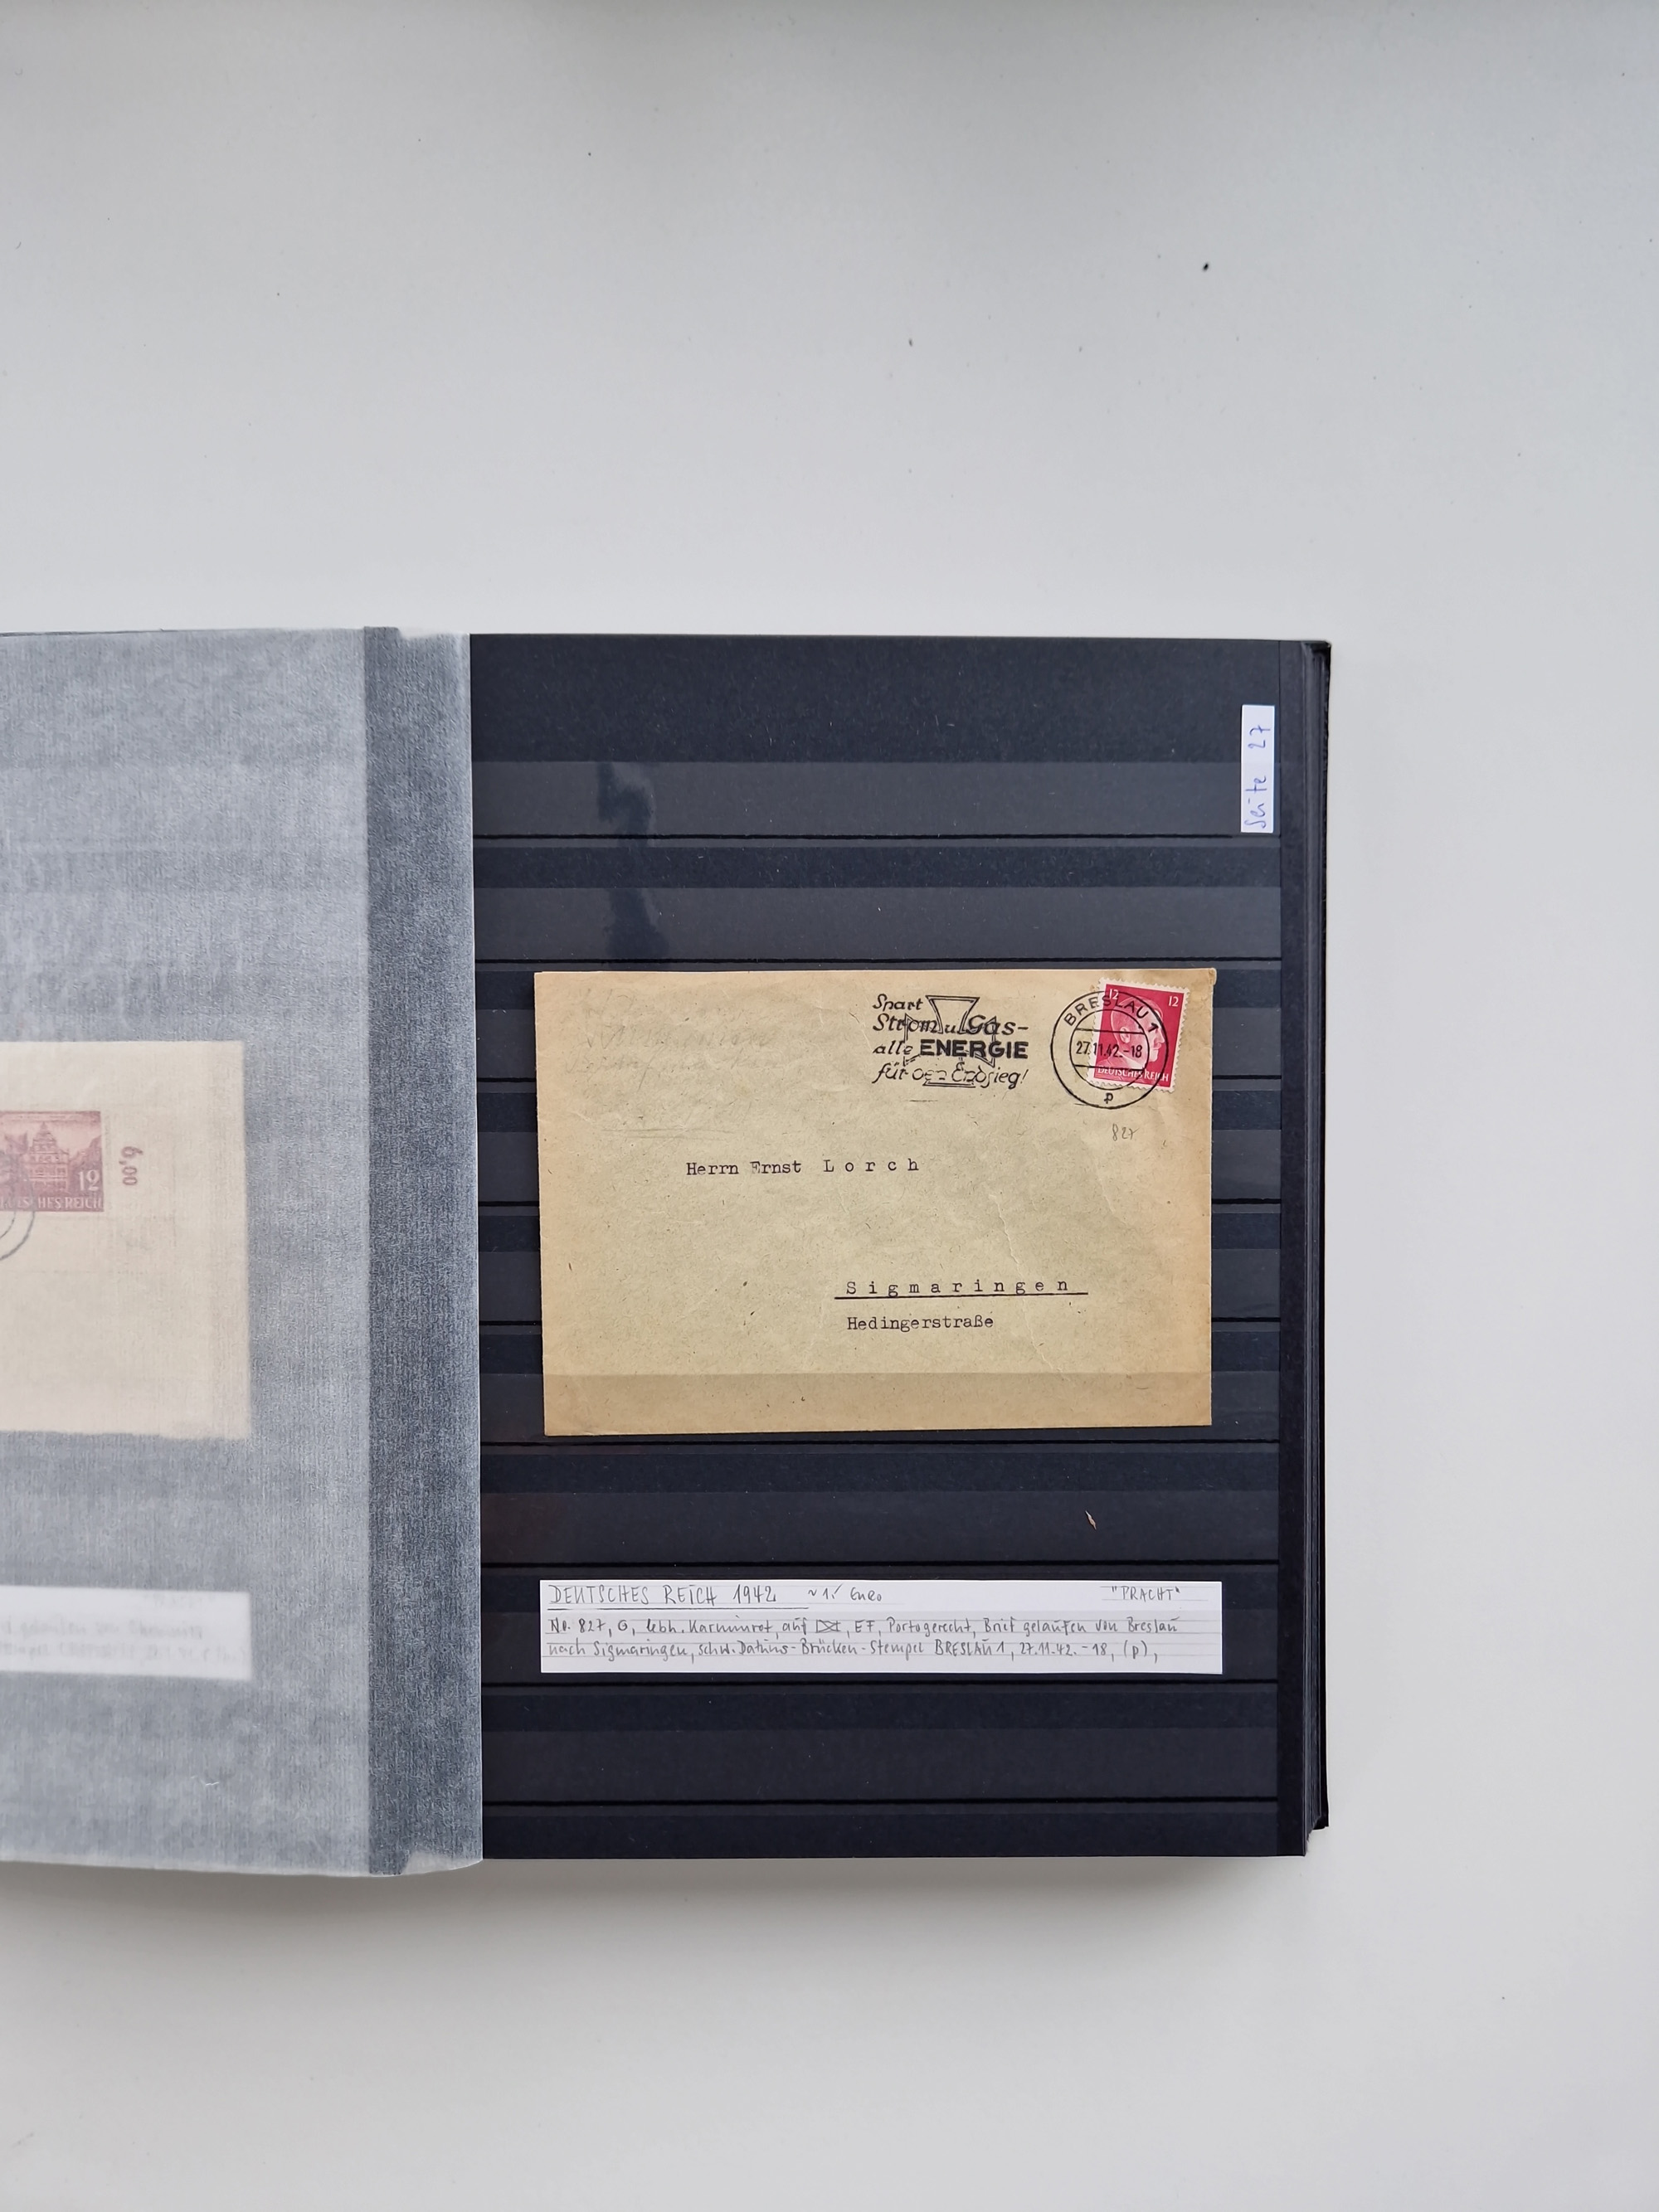 Seite 27
Spart
Strom u. Gas-
alle ENERGIE
für den Endsieg!
BRESLAU 1
27.11.42.-18
p
12 12
DEUTSCHES REICH
827
Herrn Ernst Lorch
Sigmaringen
Hedingerstraße
DEUTSCHES REICH 1942 ~1.- Euro "PRACHT"
No. 827, O, lebh. Karminrot, auf ✉, EF, Portogerecht, Brief gelaufen von Breslau
nach Sigmaringen, schw. Datums-Brücken-Stempel BRESLAU 1, 27.11.42.-18, (p),
12
DEUTSCHES REICH
6,00